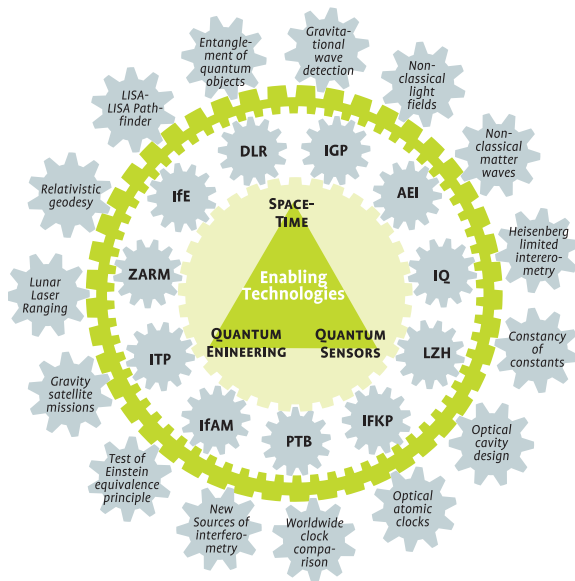 Entangle-
ment of
quantum
objects
Gravita-
tional
wave
detection
Non-
classical
light
fields
Non-
classical
matter
waves
Heisenberg
limited
interero-
metry
Constancy
of
constants
Optical
cavity
design
Optical
atomic
clocks
Worldwide
clock
compa-
rison
New
Sources of
interfero-
metry
Test of
Einstein
equivalence
principle
Gravity
satellite
missions
Lunar
Laser
Ranging
Relativistic
geodesy
LISA-
LISA Path-
finder
DLR
IGP
AEI
IQ
LZH
IFKP
PTB
IfAM
ITP
ZARM
IfE
SPACE-
TIME
Enabling
Technologies
QUANTUM
ENINEERING
QUANTUM
SENSORS